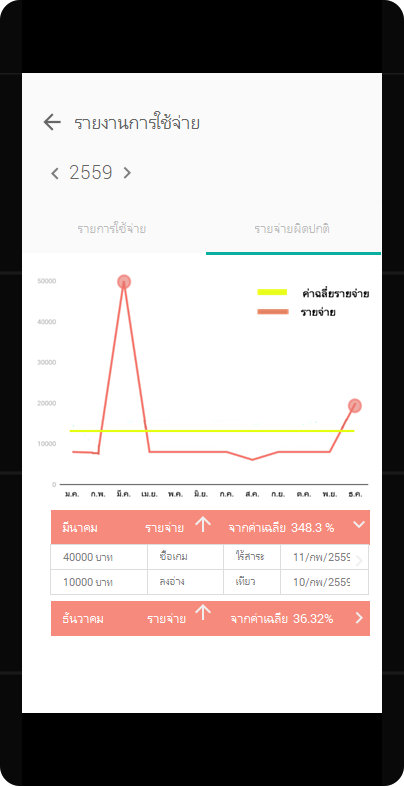 รายงานการใช้จ่าย
2559
รายการใช้จ่าย รายจ่ายผิดปกติ
50000
ค่าเฉลี่ยรายจ่าย
รายจ่าย
40000
30000
20000
10000
0
ม.ค. ก.พ. มี.ค. เม.ย. พ.ค. มิ.ย. ก.ค. ส.ค. ก.ย. ต.ค. พ.ย. ธ.ค.
มีนาคม รายจ่าย จากค่าเฉลี่ย 348.3 %
40000 บาท ซื้อเกม ไร้สาระ 11/กพ/2559
10000 บาท ลงอ่าง เที่ยว 10/กพ/2559
ธันวาคม รายจ่าย จากค่าเฉลี่ย 36.32%